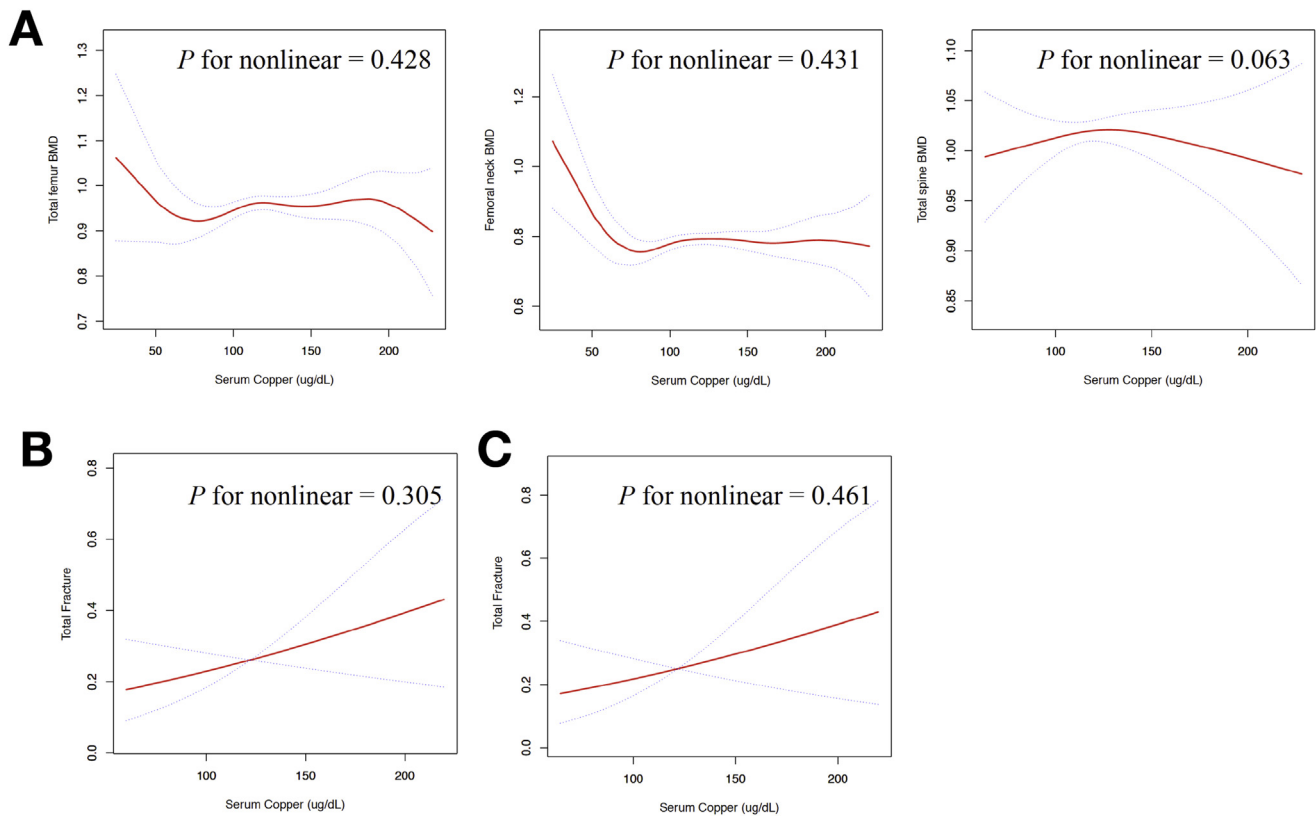 A
P for nonlinear = 0.428
Total femur BMD
0.7 0.8 0.9 1.0 1.1 1.2 1.3
50 100 150 200
Serum Copper (ug/dL)
P for nonlinear = 0.431
Femoral neck BMD
0.6 0.8 1.0 1.2
50 100 150 200
Serum Copper (ug/dL)
P for nonlinear = 0.063
Total spine BMD
0.85 0.90 0.95 1.00 1.05 1.10
100 150 200
Serum Copper (ug/dL)
B
P for nonlinear = 0.305
Total Fracture
0.0 0.2 0.4 0.6 0.8
100 150 200
Serum Copper (ug/dL)
C
P for nonlinear = 0.461
Total Fracture
0.0 0.2 0.4 0.6 0.8
100 150 200
Serum Copper (ug/dL)